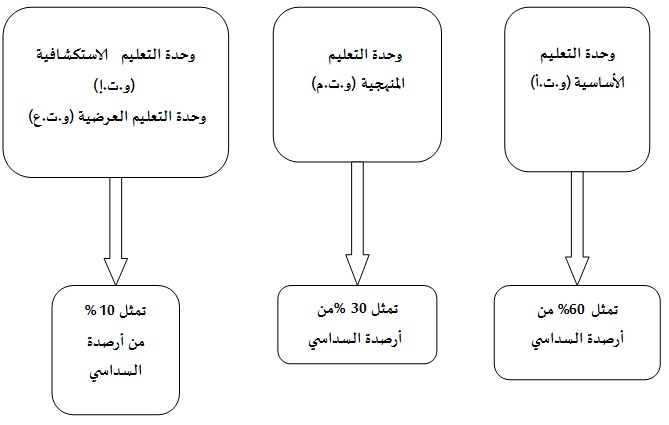 وحدة التعليم
الأساسية (و.ت.أ)
وحدة التعليم
المنهجية (و.ت.م)
وحدة التعليم الاستكشافية
(و.ت.إ)
وحدة التعليم العرضية (و.ت.ع)
تمثل 60% من
أرصدة السداسي
تمثل 30 %من
أرصدة السداسي
تمثل 10 %
من أرصدة
السداسي